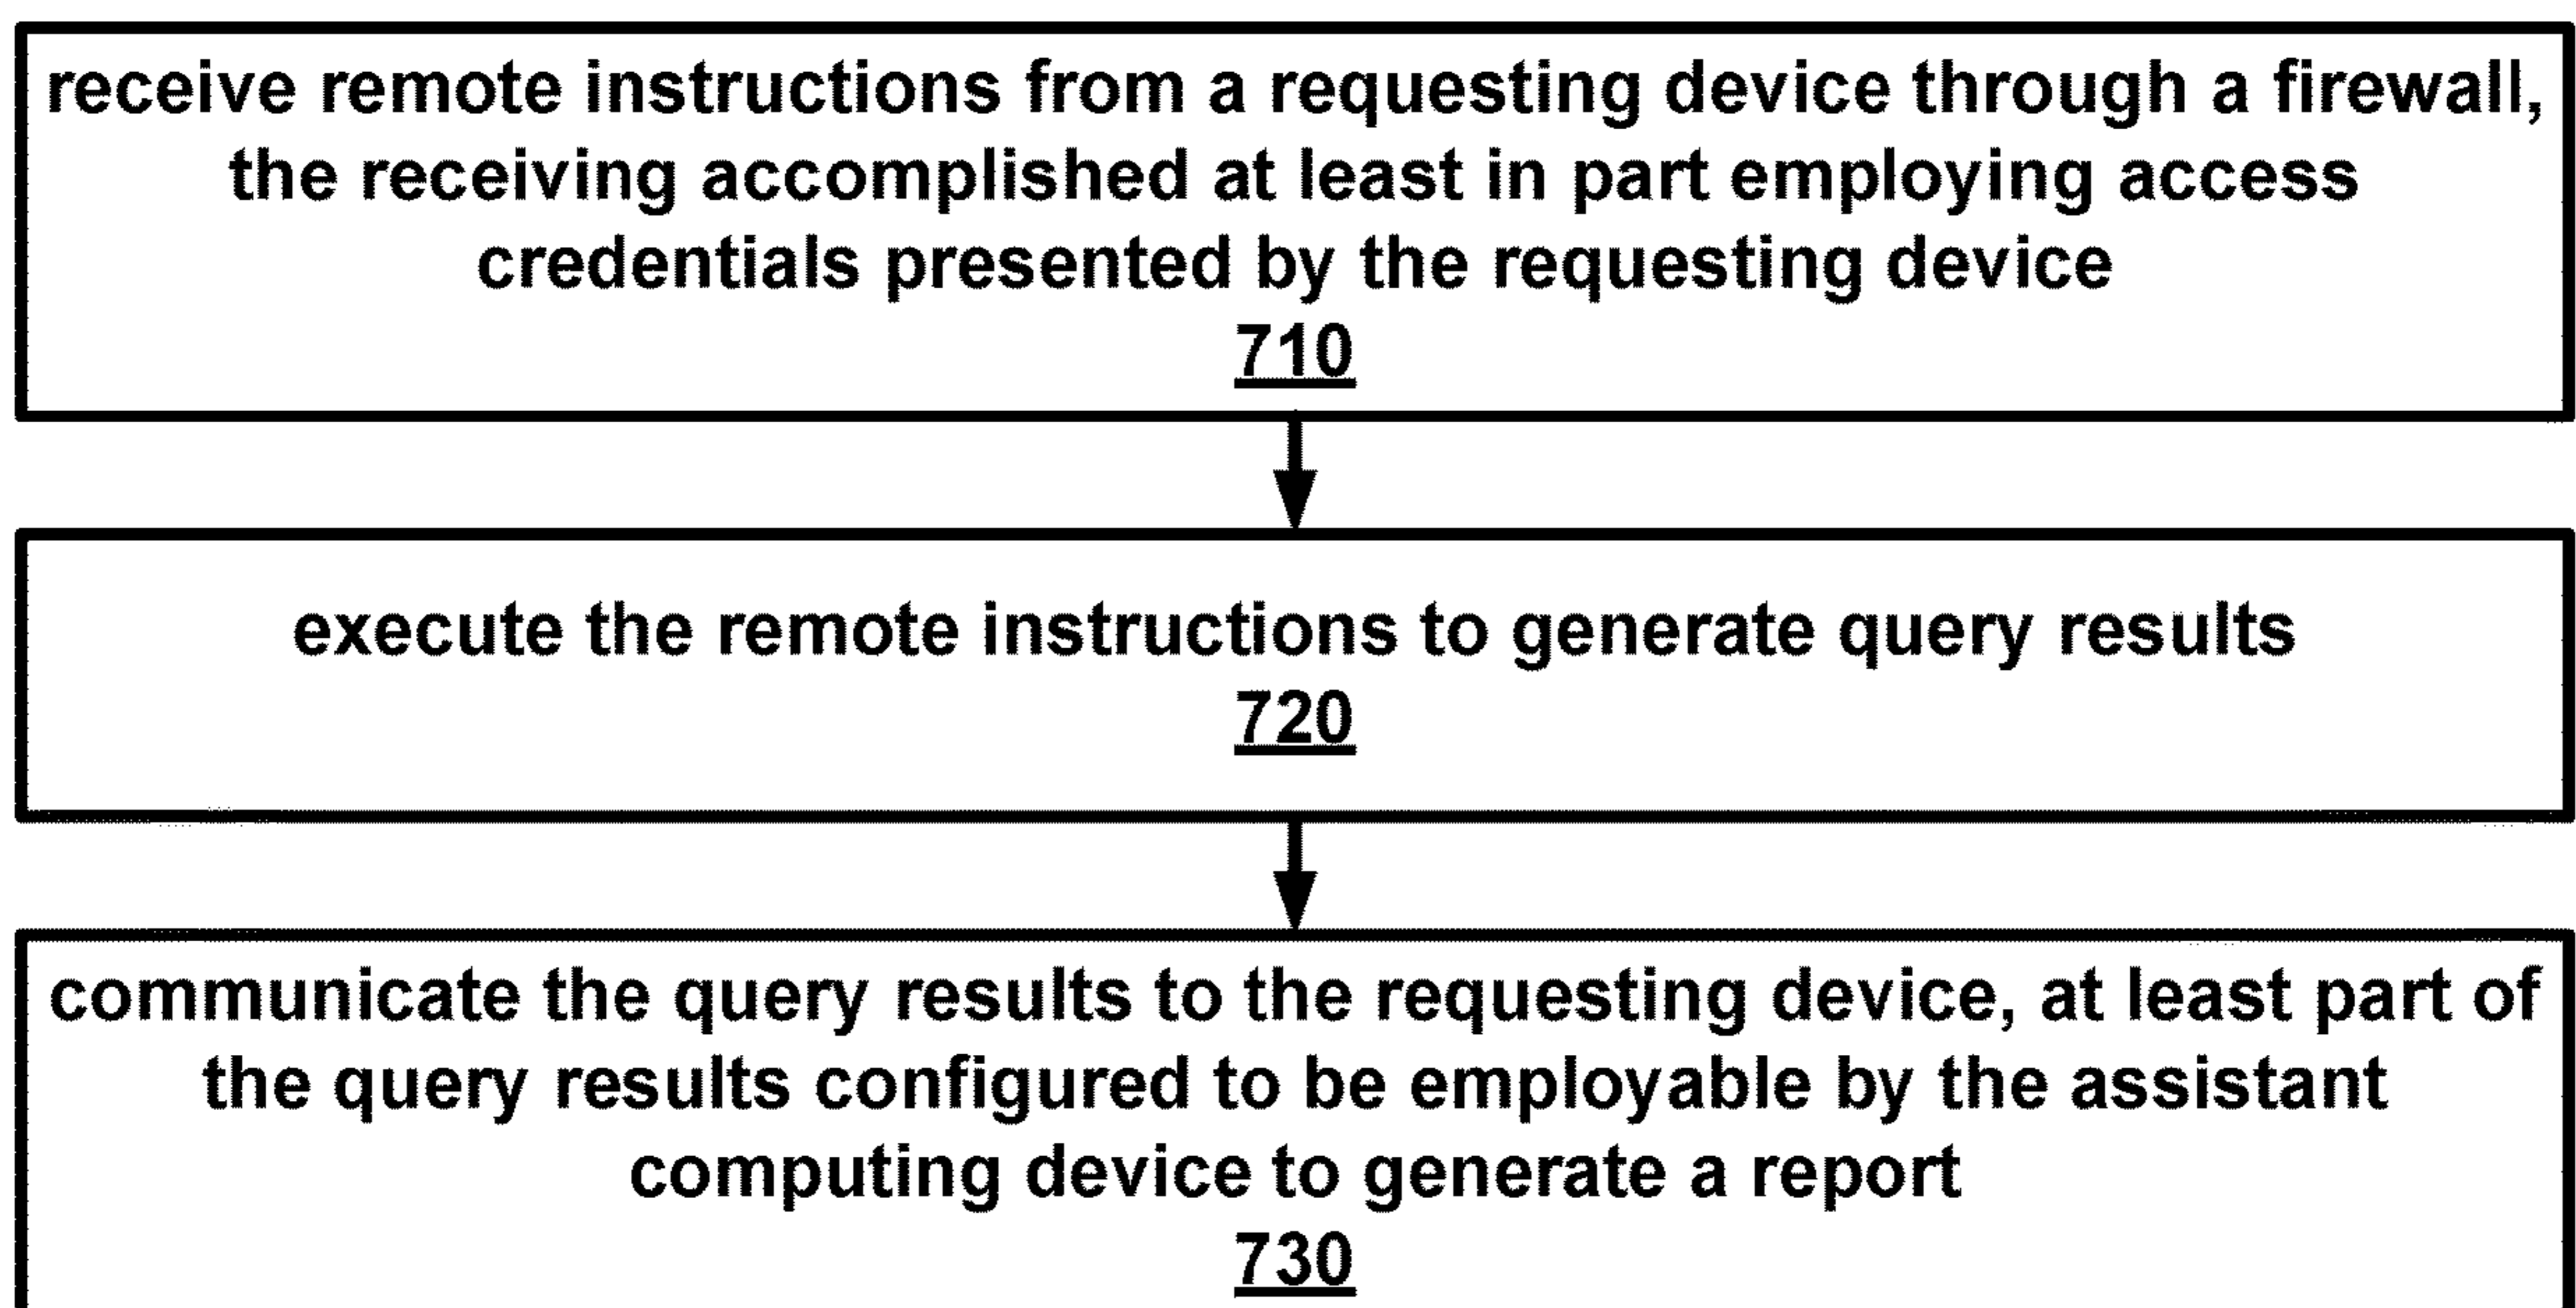 receive remote instructions from a requesting device through a firewall,
the receiving accomplished at least in part employing access
credentials presented by the requesting device
710
execute the remote instructions to generate query results
720
communicate the query results to the requesting device, at least part of
the query results configured to be employable by the assistant
computing device to generate a report
730